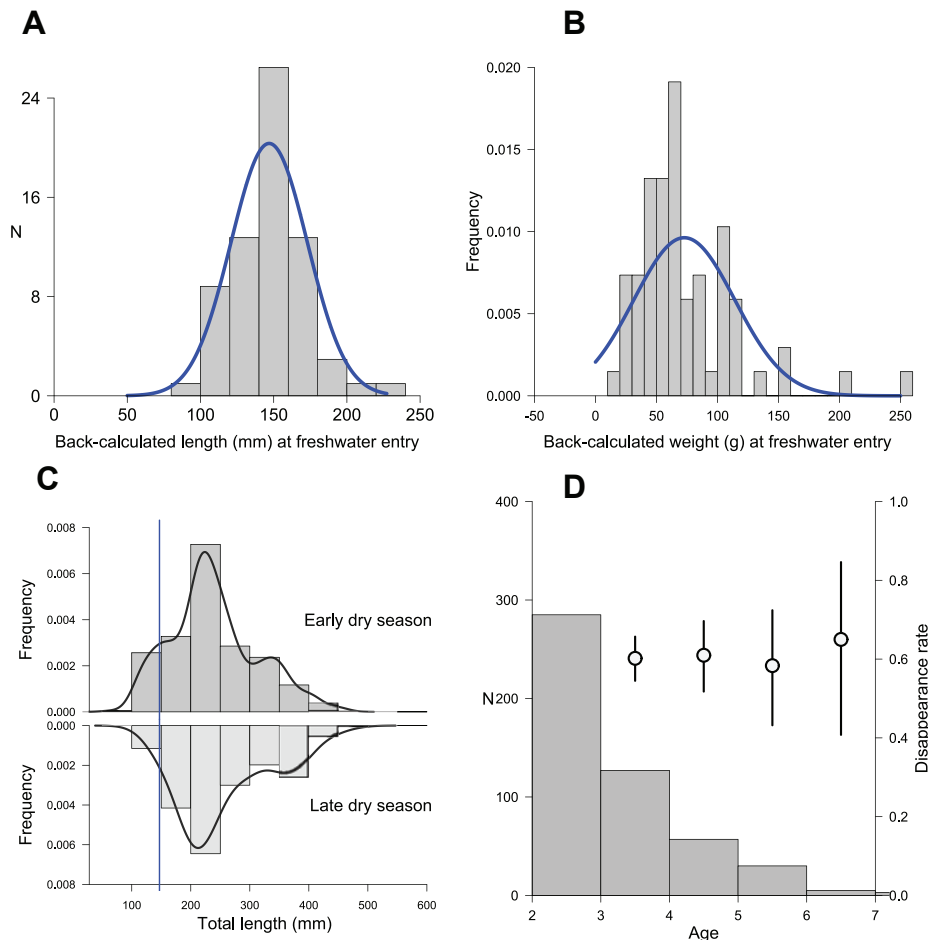 A
24
16
N
8
0
0 50 100 150 200 250
Back-calculated length (mm) at freshwater entry
B
0.020
0.015
Frequency
0.010
0.005
0.000
-50 0 50 100 150 200 250
Back-calculated weight (g) at freshwater entry
C
0.008
0.006
Frequency
0.004
Early dry season
0.002
0.000
0.000
0.002
Frequency
0.004
Late dry season
0.006
0.008
100 200 300 400 500 600
Total length (mm)
D
400 1.0
300 0.8
0.6
N 200
Disappearance rate
0.4
100
0.2
0 0.0
2 3 4 5 6 7
Age